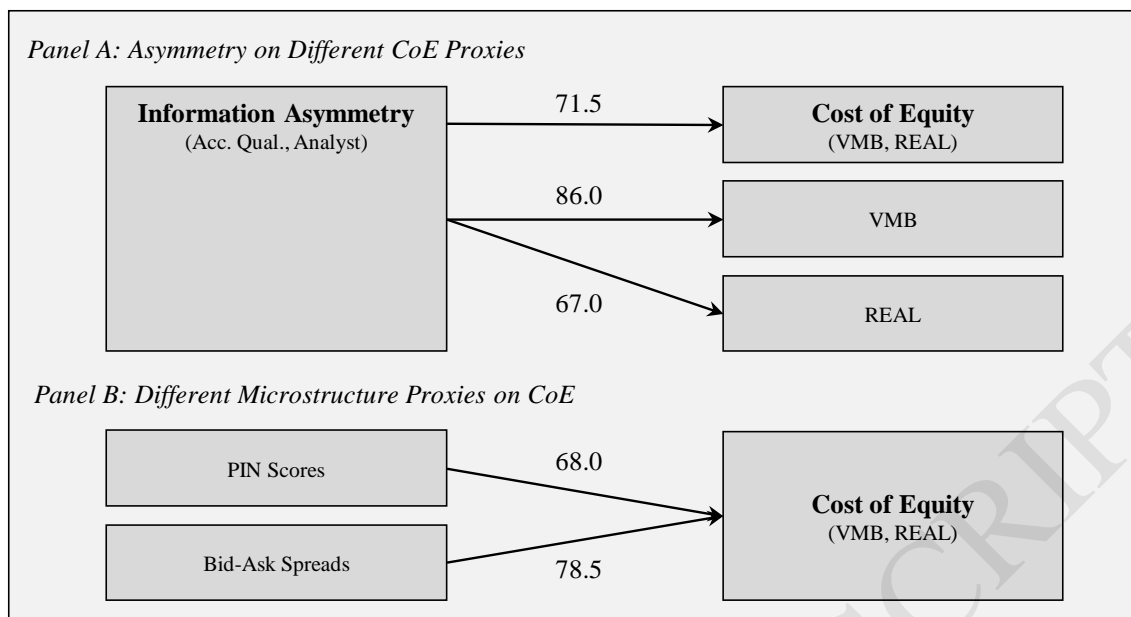 Panel A: Asymmetry on Different CoE Proxies
Information Asymmetry
(Acc. Qual., Analyst)
71.5
Cost of Equity
(VMB, REAL)
86.0
VMB
67.0
REAL
Panel B: Different Microstructure Proxies on CoE
PIN Scores
68.0
Cost of Equity
(VMB, REAL)
Bid-Ask Spreads
78.5